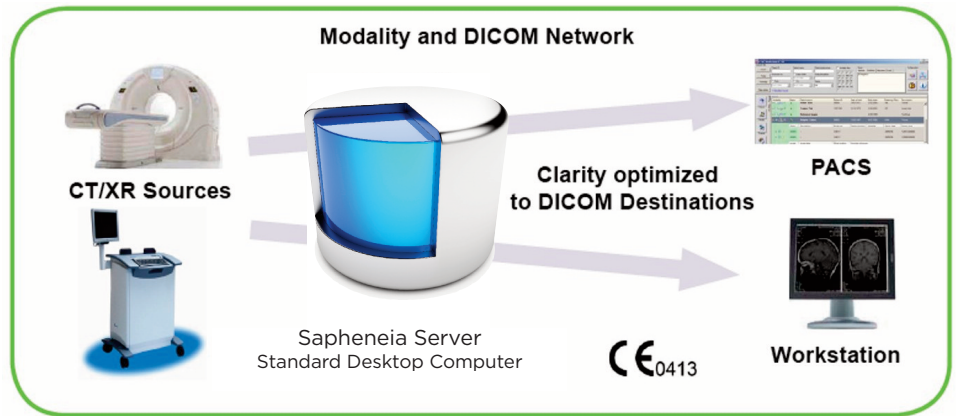 Modality and DICOM Network
CT/XR Sources
Clarity optimized
to DICOM Destinations
PACS
Sapheneia Server
Standard Desktop Computer
CE0413
Workstation